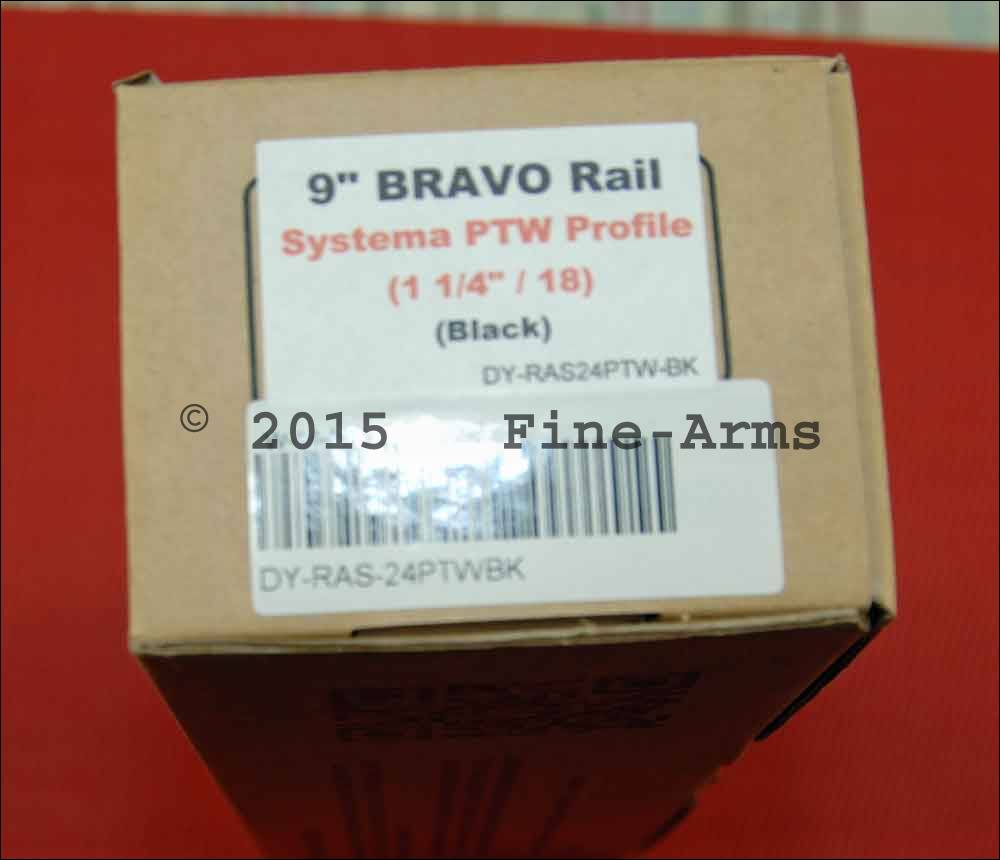 9" BRAVO Rail
Systema PTW Profile
(1 1/4" / 18)
(Black)
DY-RAS24PTW-BK
© 2015 Fine-Arms
DY-RAS-24PTWBK